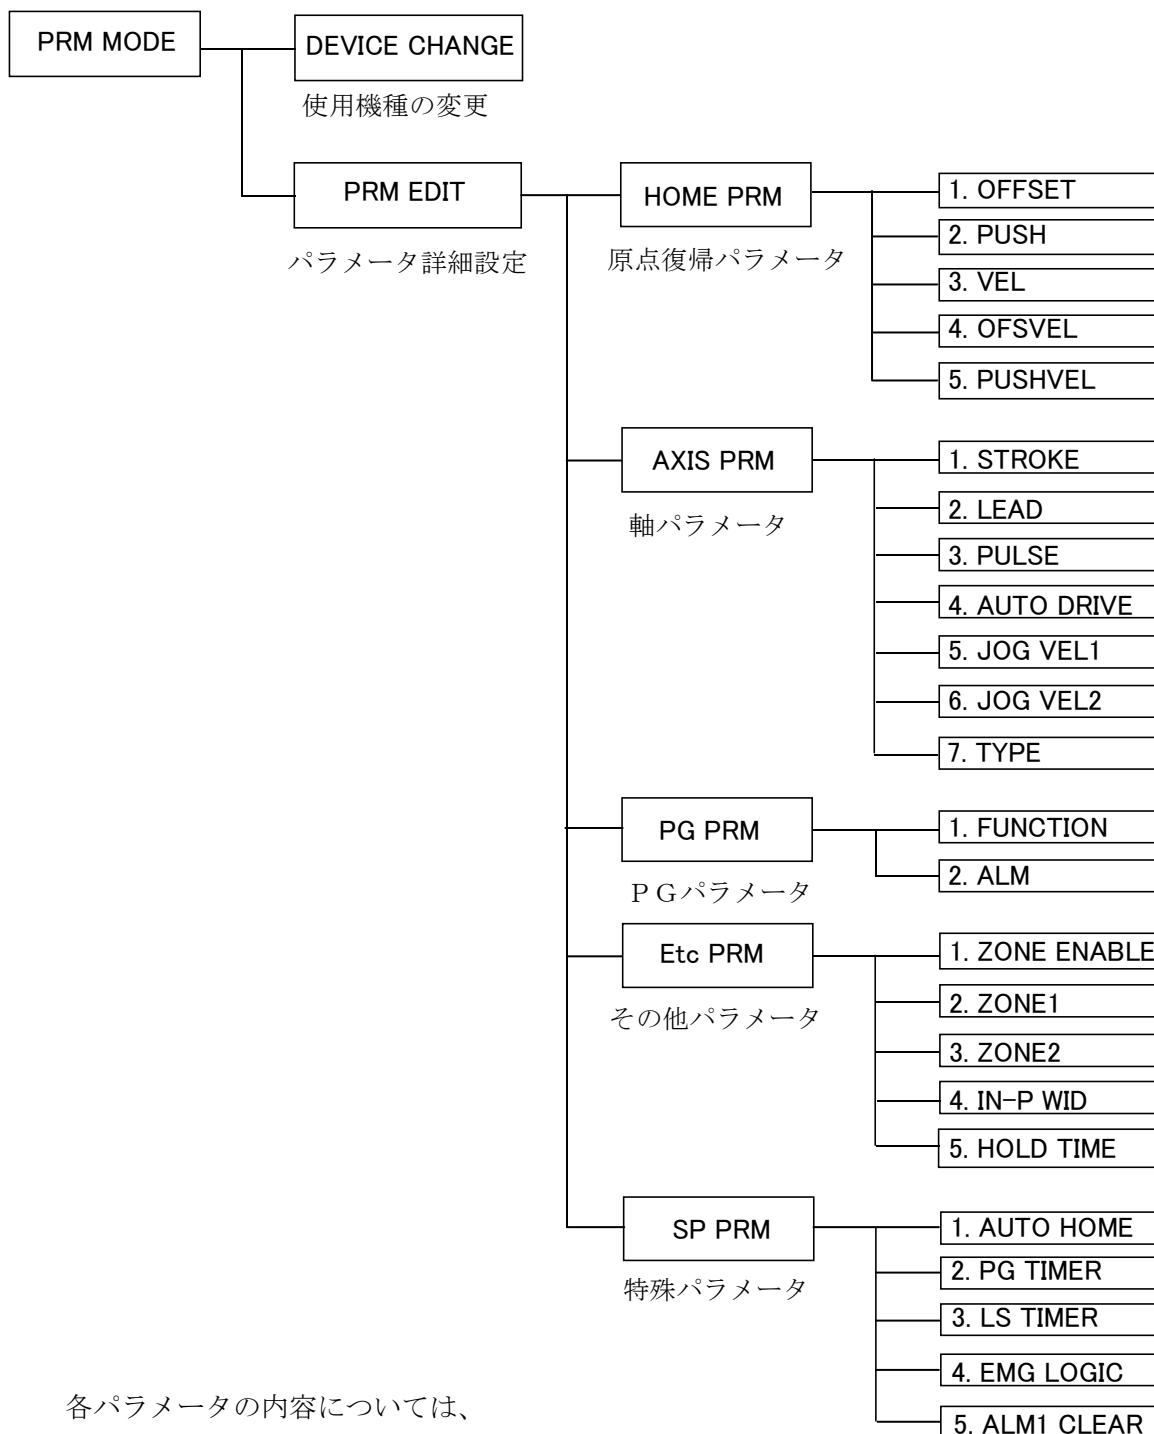 PRM MODE
DEVICE CHANGE
使用機種の変更
PRM EDIT
パラメータ詳細設定
HOME PRM
原点復帰パラメータ
1. OFFSET
2. PUSH
3. VEL
4. OFSVEL
5. PUSHVEL
AXIS PRM
軸パラメータ
1. STROKE
2. LEAD
3. PULSE
4. AUTO DRIVE
5. JOG VEL1
6. JOG VEL2
7. TYPE
PG PRM
ＰＧパラメータ
1. FUNCTION
2. ALM
Etc PRM
その他パラメータ
1. ZONE ENABLE
2. ZONE1
3. ZONE2
4. IN-P WID
5. HOLD TIME
SP PRM
特殊パラメータ
1. AUTO HOME
2. PG TIMER
3. LS TIMER
4. EMG LOGIC
5. ALM1 CLEAR
各パラメータの内容については、